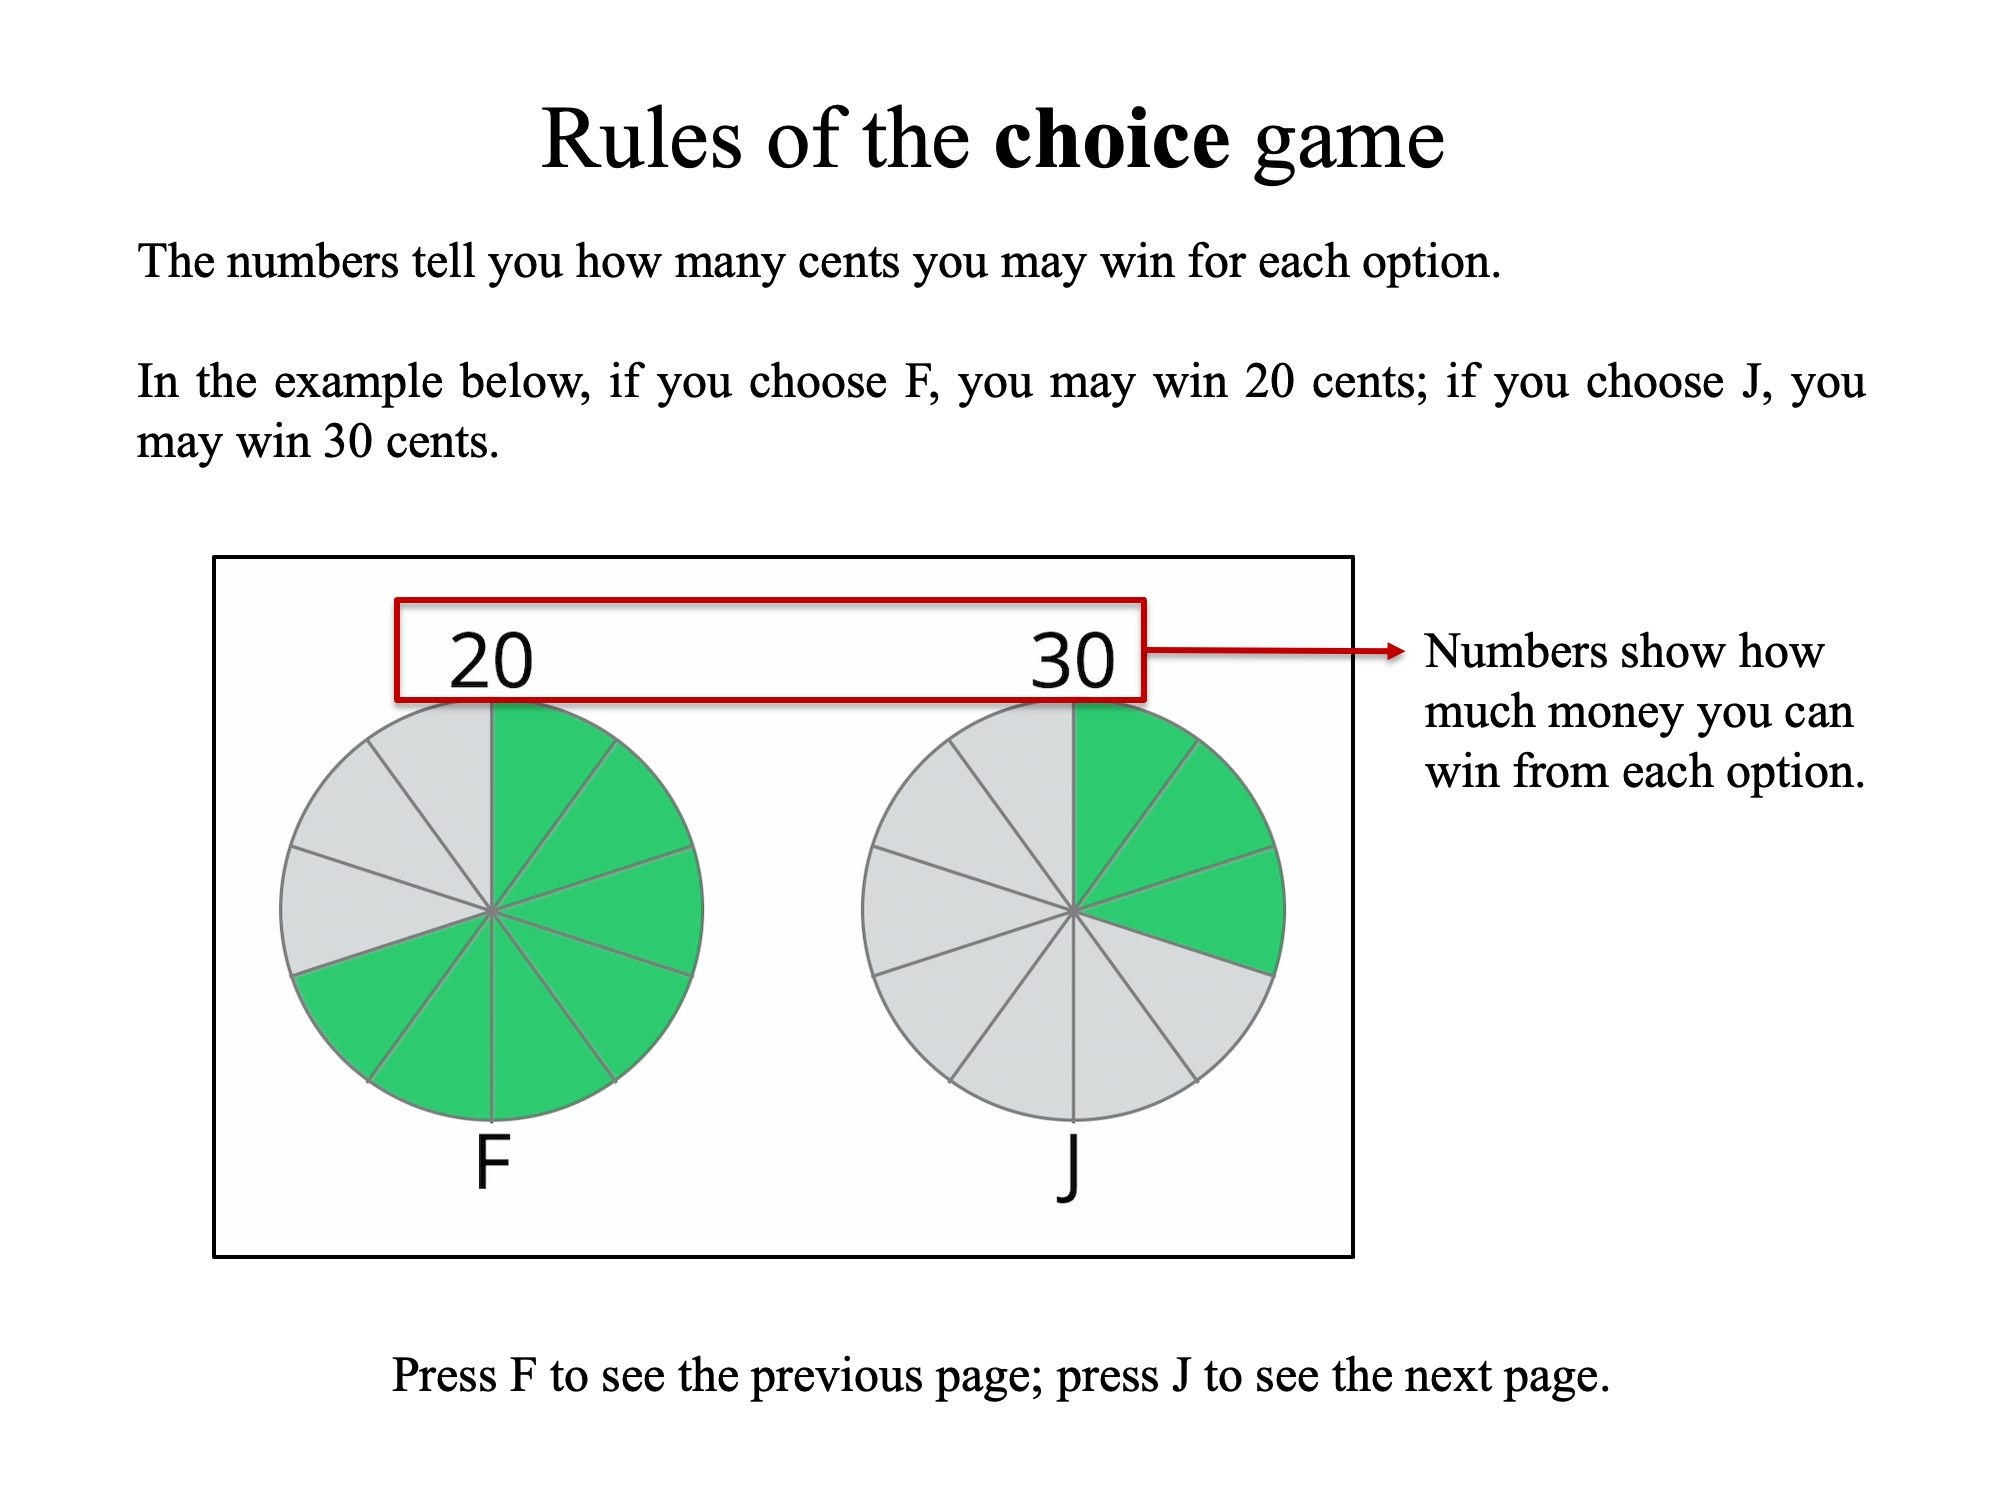 Rules of the choice game
The numbers tell you how many cents you may win for each option.
In the example below, if you choose F, you may win 20 cents; if you choose J, you
may win 30 cents.
20
30
Numbers show how
much money you can
win from each option.
F
J
Press F to see the previous page; press J to see the next page.